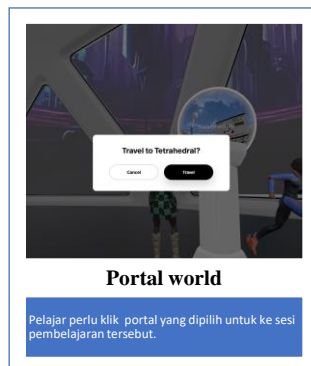 Travel to Tetrahedral?
Cancel
Travel
Portal world
Pelajar perlu klik portal yang dipilih untuk ke sesi
pembelajaran tersebut.